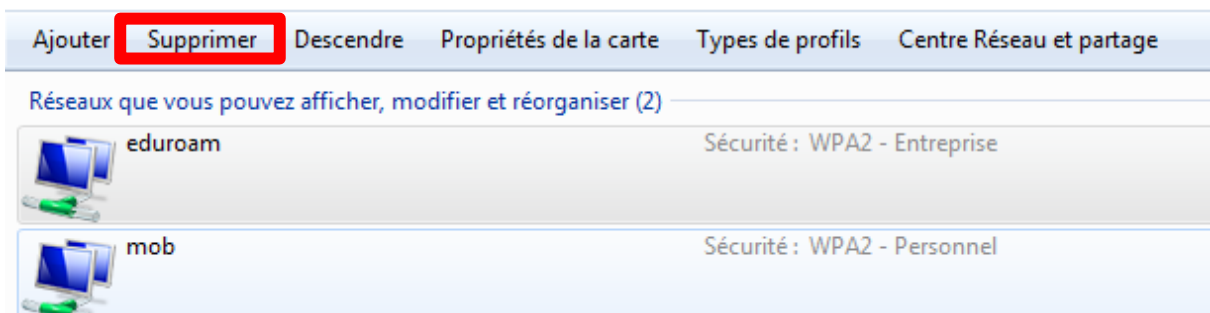 Ajouter Supprimer Descendre Propriétés de la carte Types de profils Centre Réseau et partage
Réseaux que vous pouvez afficher, modifier et réorganiser (2)
eduroam Sécurité : WPA2 - Entreprise
mob Sécurité : WPA2 - Personnel